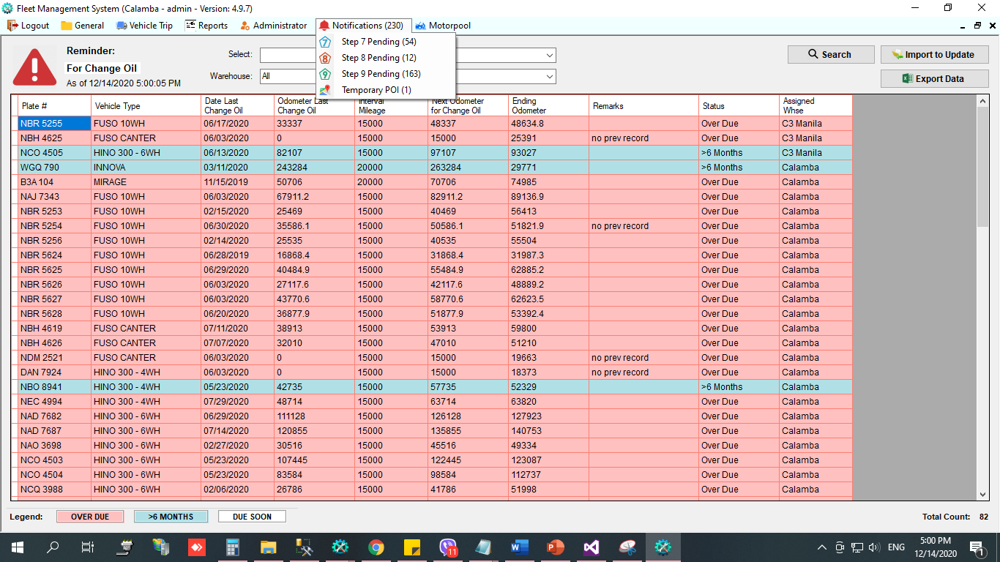 Fleet Management System (Calamba - admin - Version: 4.9.7)
Logout General Vehicle Trip Reports Administrator Notifications (230) Motorpool
7 Step 7 Pending (54)
8 Step 8 Pending (12)
9 Step 9 Pending (163)
Temporary POI (1)
Reminder:
For Change Oil
As of 12/14/2020 5:00:05 PM
Select:
Warehouse: All
Search
Import to Update
Export Data
Plate # Vehicle Type Date Last Change Oil Odometer Last Change Oil Interval Mileage Next Odometer for Change Oil Ending Odometer Remarks Status Assigned Whse
NBR 5255 FUSO 10WH 06/17/2020 33337 15000 48337 48634.8 Over Due C3 Manila
NBH 4625 FUSO CANTER 06/03/2020 0 15000 15000 25391 no prev record Over Due C3 Manila
NCO 4505 HINO 300 - 6WH 06/13/2020 82107 15000 97107 93027 >6 Months C3 Manila
WGQ 790 INNOVA 03/11/2020 243284 20000 263284 29771 >6 Months Calamba
B3A 104 MIRAGE 11/15/2019 50706 20000 70706 74985 Over Due Calamba
NAJ 7343 FUSO 10WH 06/03/2020 67911.2 15000 82911.2 89136.9 Over Due Calamba
NBR 5253 FUSO 10WH 02/15/2020 25469 15000 40469 56413 Over Due Calamba
NBR 5254 FUSO 10WH 06/30/2020 35586.1 15000 50586.1 51821.9 no prev record Over Due Calamba
NBR 5256 FUSO 10WH 02/14/2020 25535 15000 40535 55504 Over Due Calamba
NBR 5624 FUSO 10WH 06/28/2019 16868.4 15000 31868.4 31987.3 Over Due Calamba
NBR 5625 FUSO 10WH 06/29/2020 40484.9 15000 55484.9 62885.2 Over Due Calamba
NBR 5626 FUSO 10WH 06/03/2020 27117.6 15000 42117.6 48889.2 Over Due Calamba
NBR 5627 FUSO 10WH 06/03/2020 43770.6 15000 58770.6 62623.5 Over Due Calamba
NBR 5628 FUSO 10WH 06/20/2020 36877.9 15000 51877.9 53392.4 Over Due Calamba
NBH 4619 FUSO CANTER 07/11/2020 38913 15000 53913 59800 Over Due Calamba
NBH 4626 FUSO CANTER 07/07/2020 32010 15000 47010 51210 Over Due Calamba
NDM 2521 FUSO CANTER 06/03/2020 0 15000 15000 19663 no prev record Over Due Calamba
DAN 7924 HINO 300 - 4WH 06/03/2020 0 15000 15000 18373 no prev record Over Due Calamba
NBO 8941 HINO 300 - 4WH 05/23/2020 42735 15000 57735 52329 >6 Months Calamba
NEC 4994 HINO 300 - 4WH 07/29/2020 48714 15000 63714 63820 Over Due Calamba
NAD 7682 HINO 300 - 6WH 06/29/2020 111128 15000 126128 127923 Over Due Calamba
NAD 7687 HINO 300 - 6WH 07/14/2020 120855 15000 135855 140753 Over Due Calamba
NAO 3698 HINO 300 - 6WH 02/27/2020 30516 15000 45516 49334 Over Due Calamba
NCO 4503 HINO 300 - 6WH 05/23/2020 107445 15000 122445 123087 Over Due Calamba
NCO 4504 HINO 300 - 6WH 05/23/2020 83584 15000 98584 112737 Over Due Calamba
NCQ 3988 HINO 300 - 6WH 02/06/2020 26786 15000 41786 51998 Over Due Calamba
Legend: OVER DUE >6 MONTHS DUE SOON Total Count: 82
11 ENG 5:00 PM
12/14/2020 1